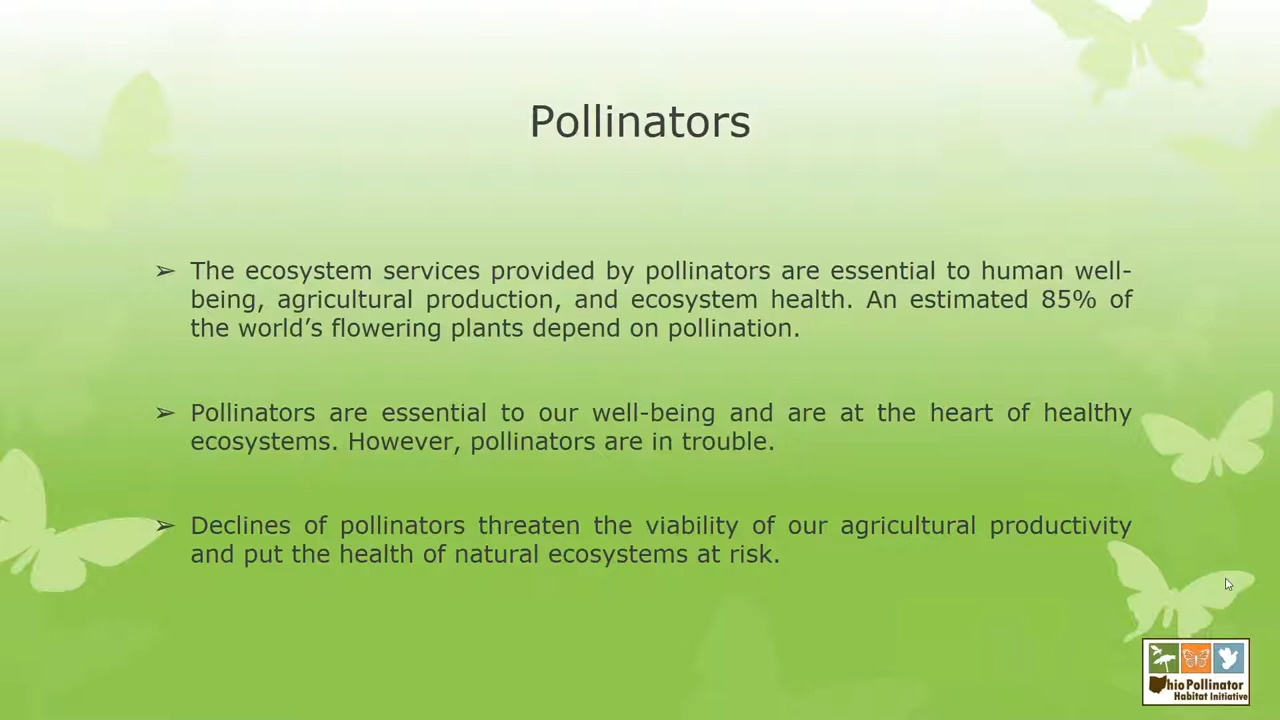 Pollinators
➢ The ecosystem services provided by pollinators are essential to human well-
being, agricultural production, and ecosystem health. An estimated 85% of
the world’s flowering plants depend on pollination.
➢ Pollinators are essential to our well-being and are at the heart of healthy
ecosystems. However, pollinators are in trouble.
➢ Declines of pollinators threaten the viability of our agricultural productivity
and put the health of natural ecosystems at risk.
hio Pollinator
Habitat Initiative